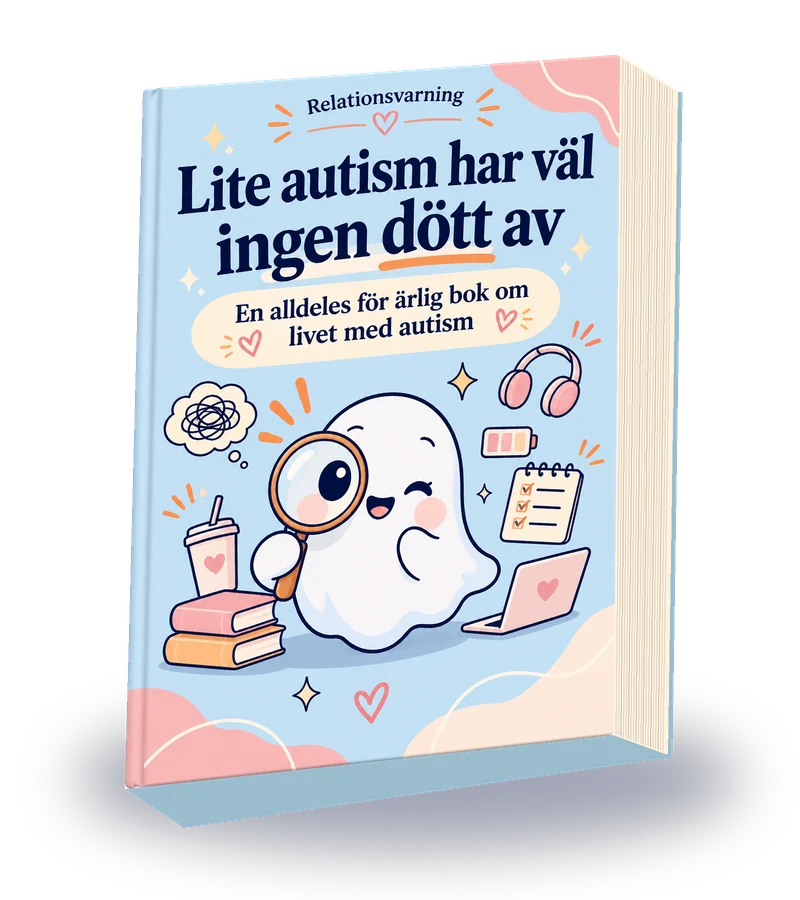 Relationsvarning
Lite autism har väl
ingen dött av
En alldeles för ärlig bok om
livet med autism